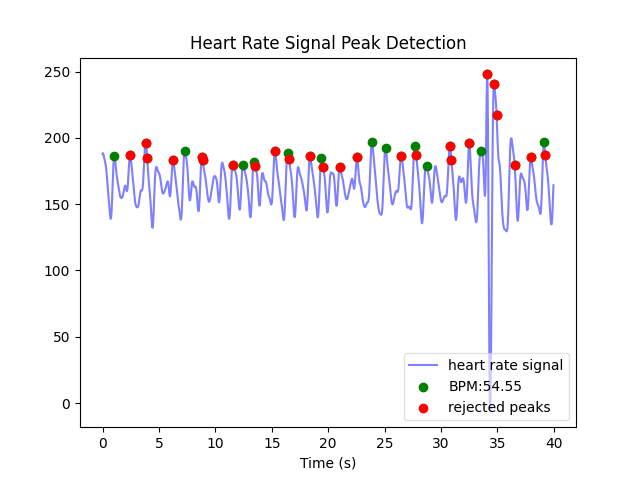 Heart Rate Signal Peak Detection
250
200
150
100
50
0
heart rate signal
BPM:54.55
rejected peaks
0 5 10 15 20 25 30 35 40
Time (s)